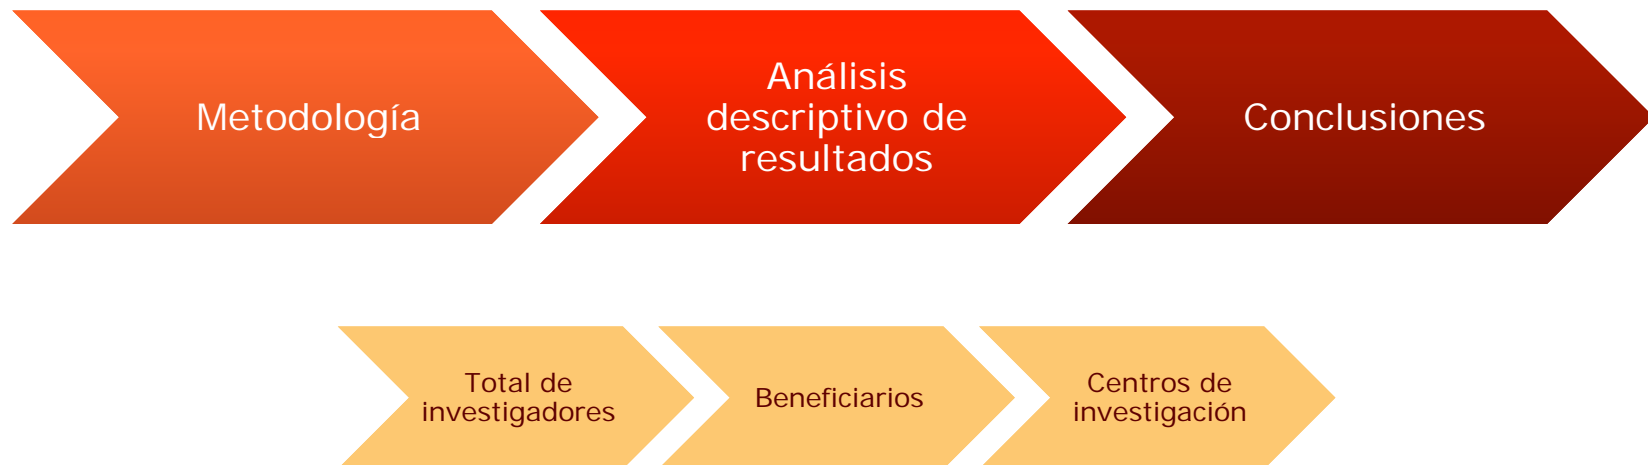 Metodología
Análisis
descriptivo de
resultados
Conclusiones
Total de
investigadores
Beneficiarios
Centros de
investigación